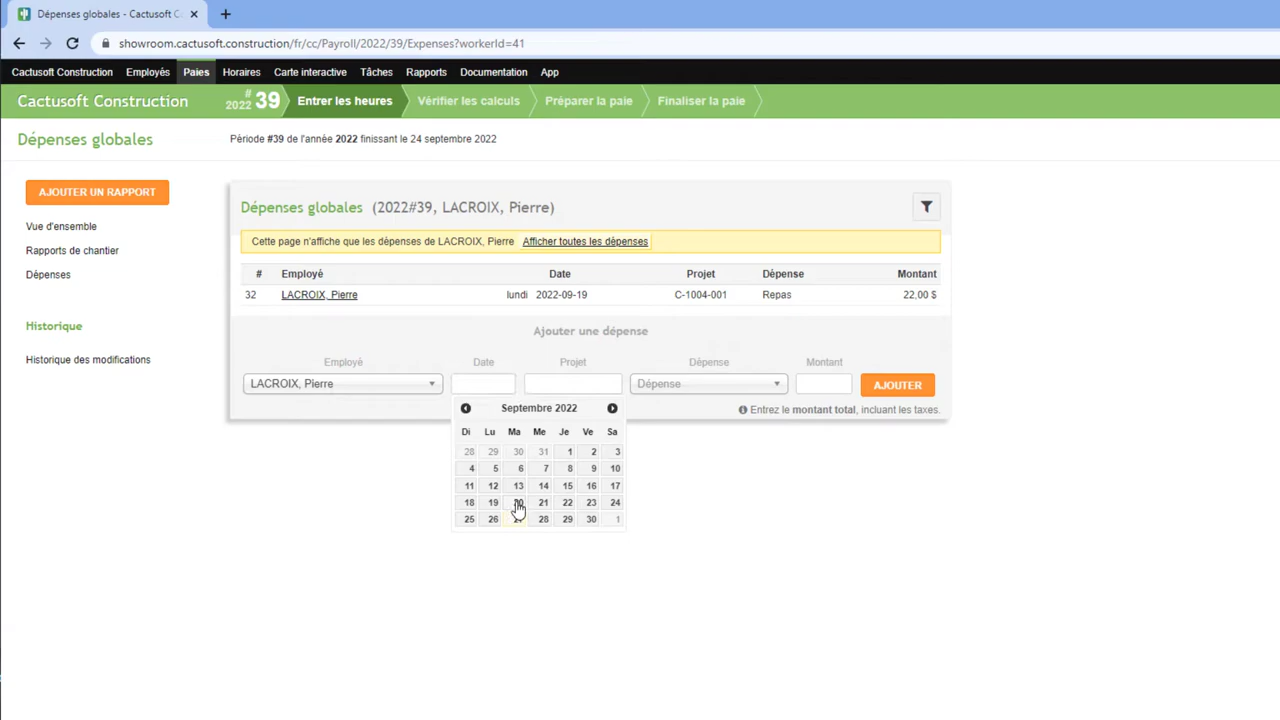 Dépenses globales - Cactusoft C
showroom.cactusoft.construction/fr/cc/Payroll/2022/39/Expenses?workerId=41
Cactusoft Construction Employés Paies Horaires Carte interactive Tâches Rapports Documentation App
Cactusoft Construction # 2022 39 Entrer les heures Vérifier les calculs Préparer la paie Finaliser la paie
Dépenses globales Période #39 de l'année 2022 finissant le 24 septembre 2022
AJOUTER UN RAPPORT
Vue d'ensemble
Rapports de chantier
Dépenses
Historique
Historique des modifications
Dépenses globales (2022#39, LACROIX, Pierre)
Cette page n'affiche que les dépenses de LACROIX, Pierre Afficher toutes les dépenses
# Employé Date Projet Dépense Montant
32 LACROIX, Pierre lundi 2022-09-19 C-1004-001 Repas 22,00 $
Ajouter une dépense
Employé Date Projet Dépense Montant
LACROIX, Pierre Dépense AJOUTER
Entrez le montant total, incluant les taxes.
Septembre 2022
Di Lu Ma Me Je Ve Sa
28 29 30 31 1 2 3
4 5 6 7 8 9 10
11 12 13 14 15 16 17
18 19 20 21 22 23 24
25 26 27 28 29 30 1